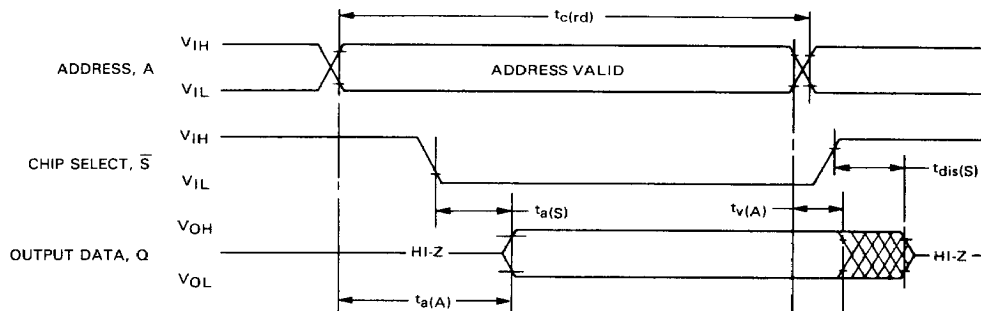 tc(rd)
VIH
ADDRESS, A
ADDRESS VALID
VIL
VIH
CHIP SELECT, S̅
tdis(S)
VIL
ta(S)
tv(A)
VOH
OUTPUT DATA, Q
HI-Z
HI-Z
VOL
ta(A)